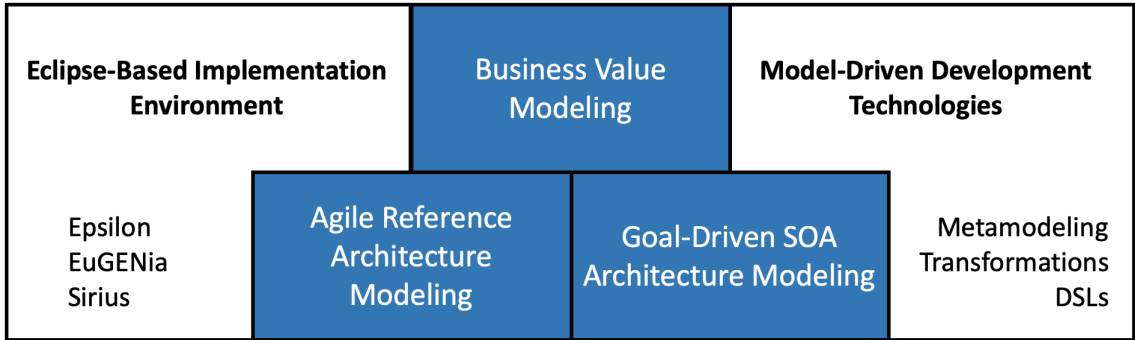 Eclipse-Based Implementation
Environment
Business Value
Modeling
Model-Driven Development
Technologies
Epsilon
EuGENia
Sirius
Agile Reference
Architecture
Modeling
Goal-Driven SOA
Architecture Modeling
Metamodeling
Transformations
DSLs